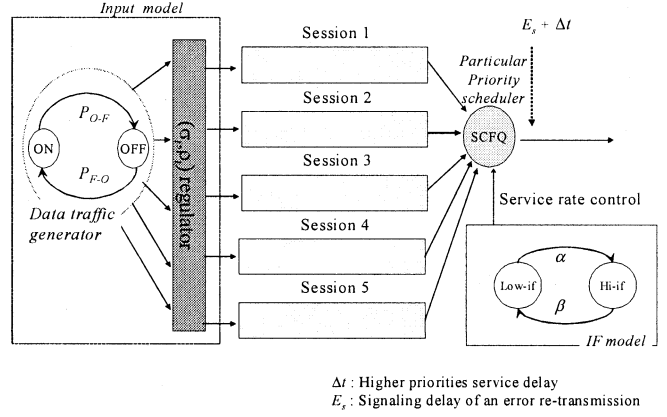 Input model
E_s + Δt
Session 1
Particular
Priority
scheduler
P_{O-F}
Session 2
ON
OFF
(σ_i,ρ_i) regulator
SCFQ
P_{F-O}
Session 3
Data traffic
generator
Service rate control
Session 4
α
Low-if
Hi-if
β
Session 5
IF model
Δt : Higher priorities service delay
E_s : Signaling delay of an error re-transmission